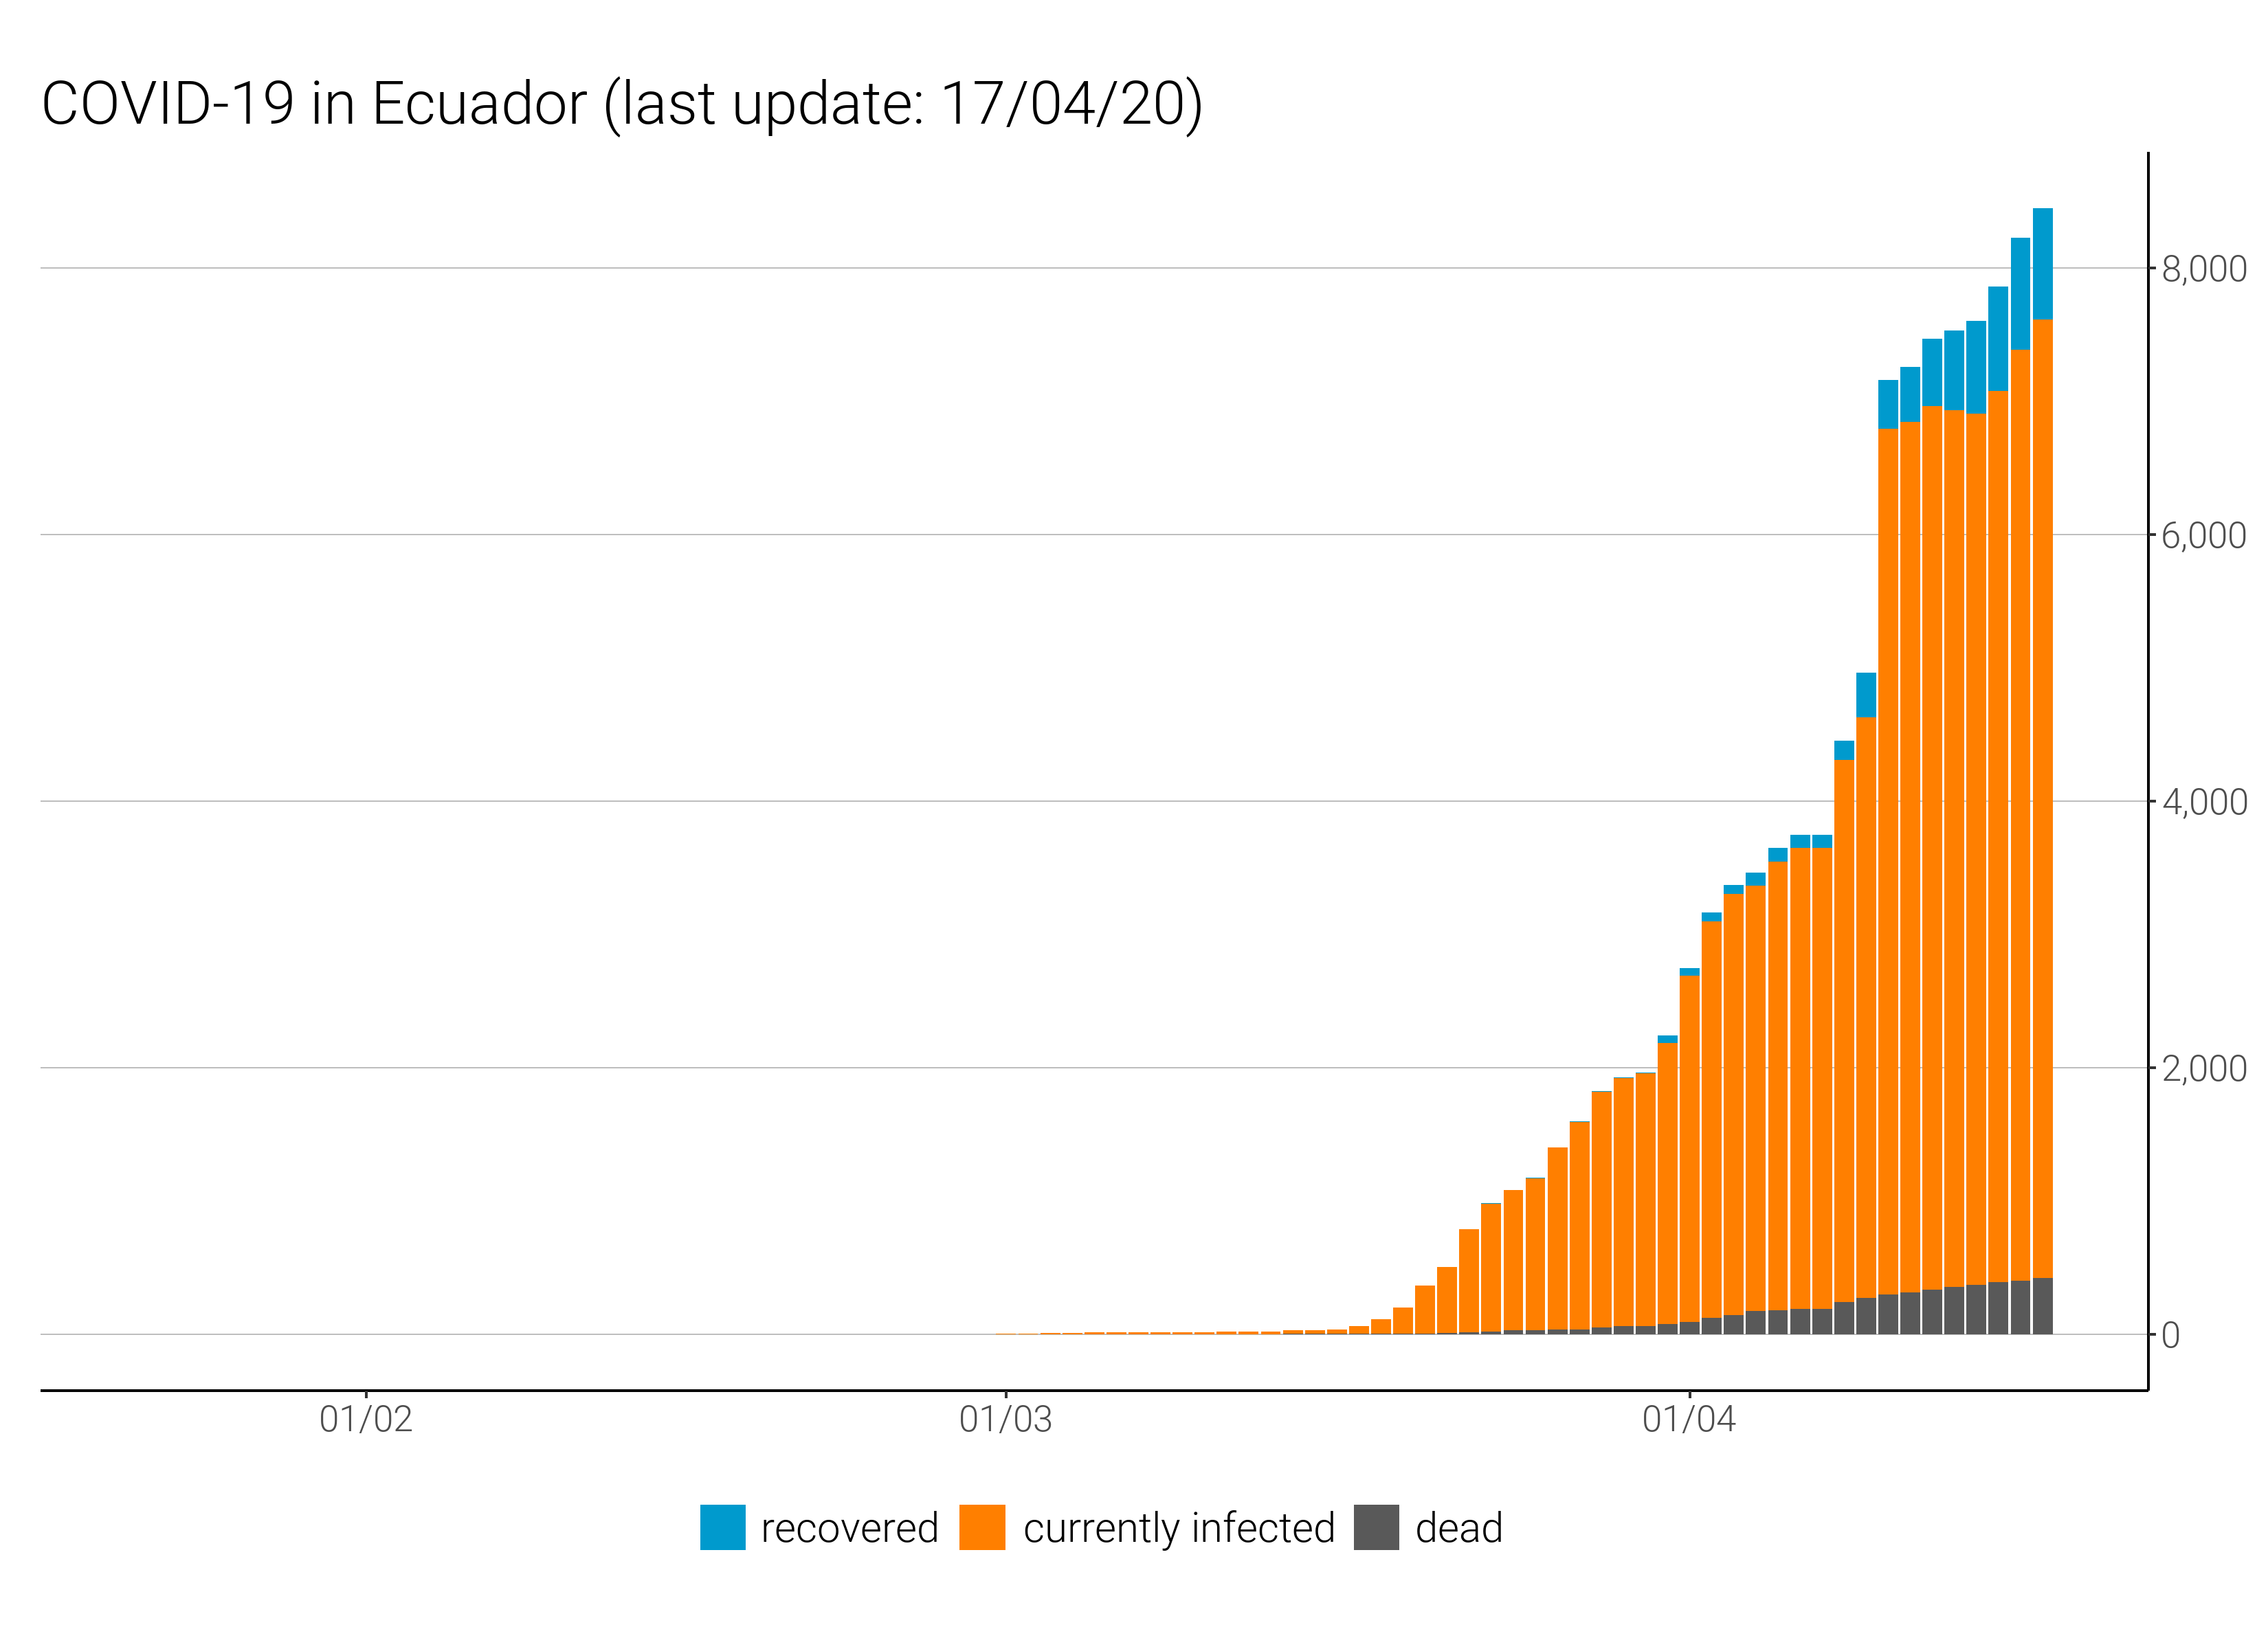 COVID-19 in Ecuador (last update: 17/04/20)
8,000
6,000
4,000
2,000
0
01/02 01/03 01/04
recovered currently infected dead